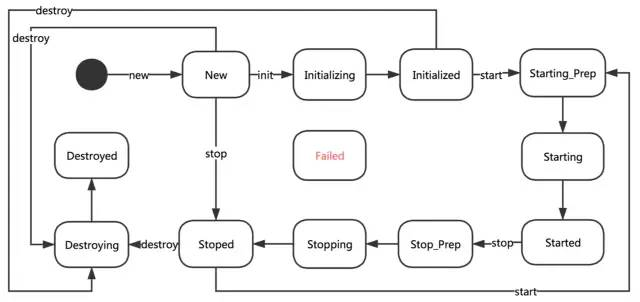 destroy
destroy
new
New
init
Initializing
Initialized
start
Starting_Prep
Destroyed
stop
Failed
Starting
Destroying
destroy
Stoped
Stopping
Stop_Prep
stop
Started
start